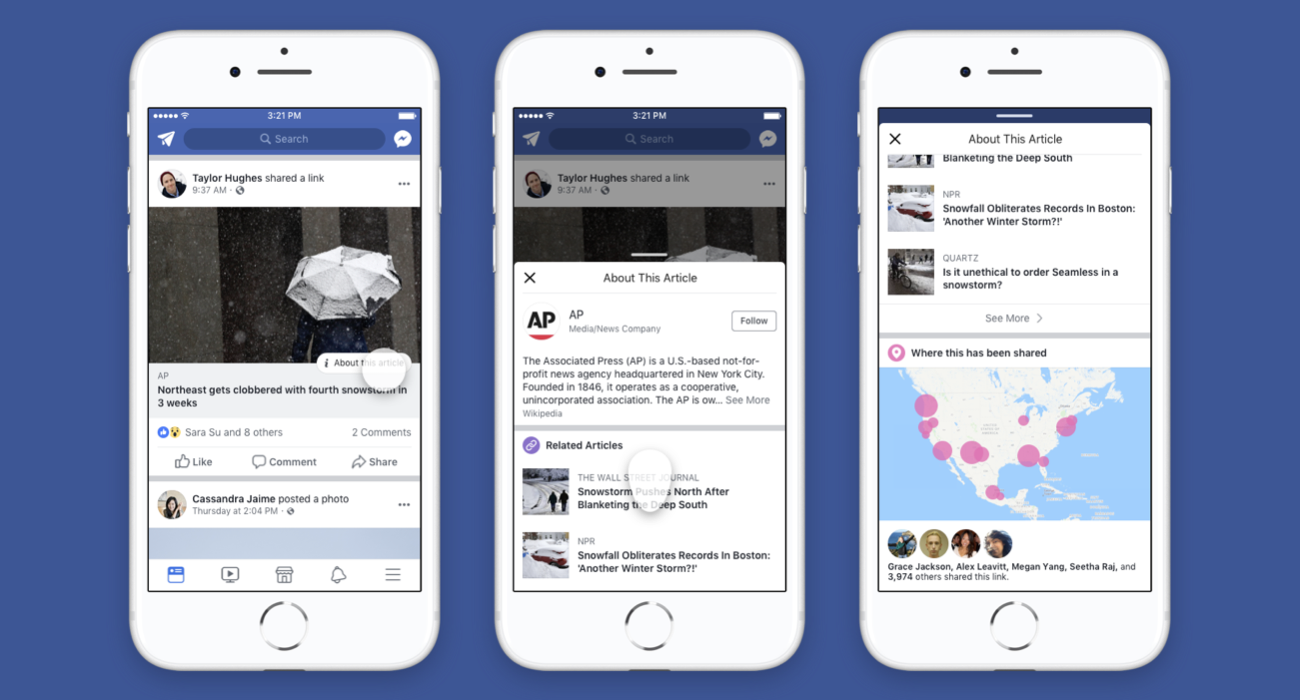 3:21 PM
Search
Taylor Hughes shared a link
9:37 AM ·
About this article
AP
Northeast gets clobbered with fourth snowstorm in
3 weeks
Sara Su and 8 others
2 Comments
Like
Comment
Share
Cassandra Jaime posted a photo
Thursday at 2:04 PM ·
3:21 PM
Search
Taylor Hughes shared a link
9:37 AM ·
About This Article
AP
AP
Media/News Company
Follow
The Associated Press (AP) is a U.S.-based not-for-
profit news agency headquartered in New York City.
Founded in 1846, it operates as a cooperative,
unincorporated association. The AP is ow... See More
Wikipedia
Related Articles
THE WALL STREET JOURNAL
Snowstorm Pushes North After
Blanketing the Deep South
NPR
Snowfall Obliterates Records In Boston:
'Another Winter Storm?!'
About This Article
Blanketing the Deep South
NPR
Snowfall Obliterates Records In Boston:
'Another Winter Storm?!'
QUARTZ
Is it unethical to order Seamless in a
snowstorm?
See More
Where this has been shared
Grace Jackson, Alex Leavitt, Megan Yang, Seetha Raj, and
3,974 others shared this link.